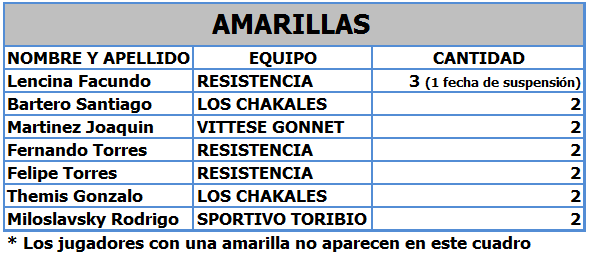 AMARILLAS
NOMBRE Y APELLIDO EQUIPO CANTIDAD
Lencina Facundo RESISTENCIA 3 (1 fecha de suspensión)
Bartero Santiago LOS CHAKALES 2
Martinez Joaquin VITTESE GONNET 2
Fernando Torres RESISTENCIA 2
Felipe Torres RESISTENCIA 2
Themis Gonzalo LOS CHAKALES 2
Miloslavsky Rodrigo SPORTIVO TORIBIO 2
* Los jugadores con una amarilla no aparecen en este cuadro